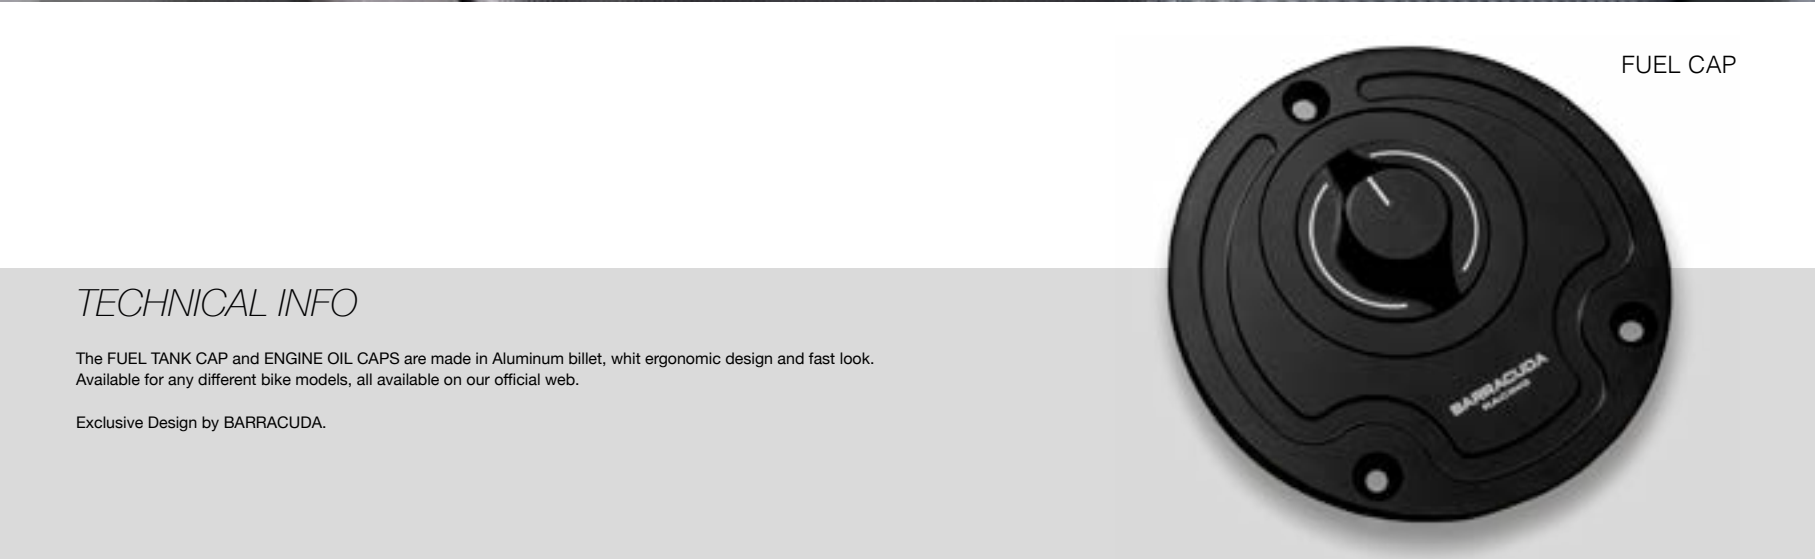 FUEL CAP
TECHNICAL INFO
The FUEL TANK CAP and ENGINE OIL CAPS are made in Aluminum billet, whit ergonomic design and fast look.
Available for any different bike models, all available on our official web.
Exclusive Design by BARRACUDA.
BARRACUDA
RACING